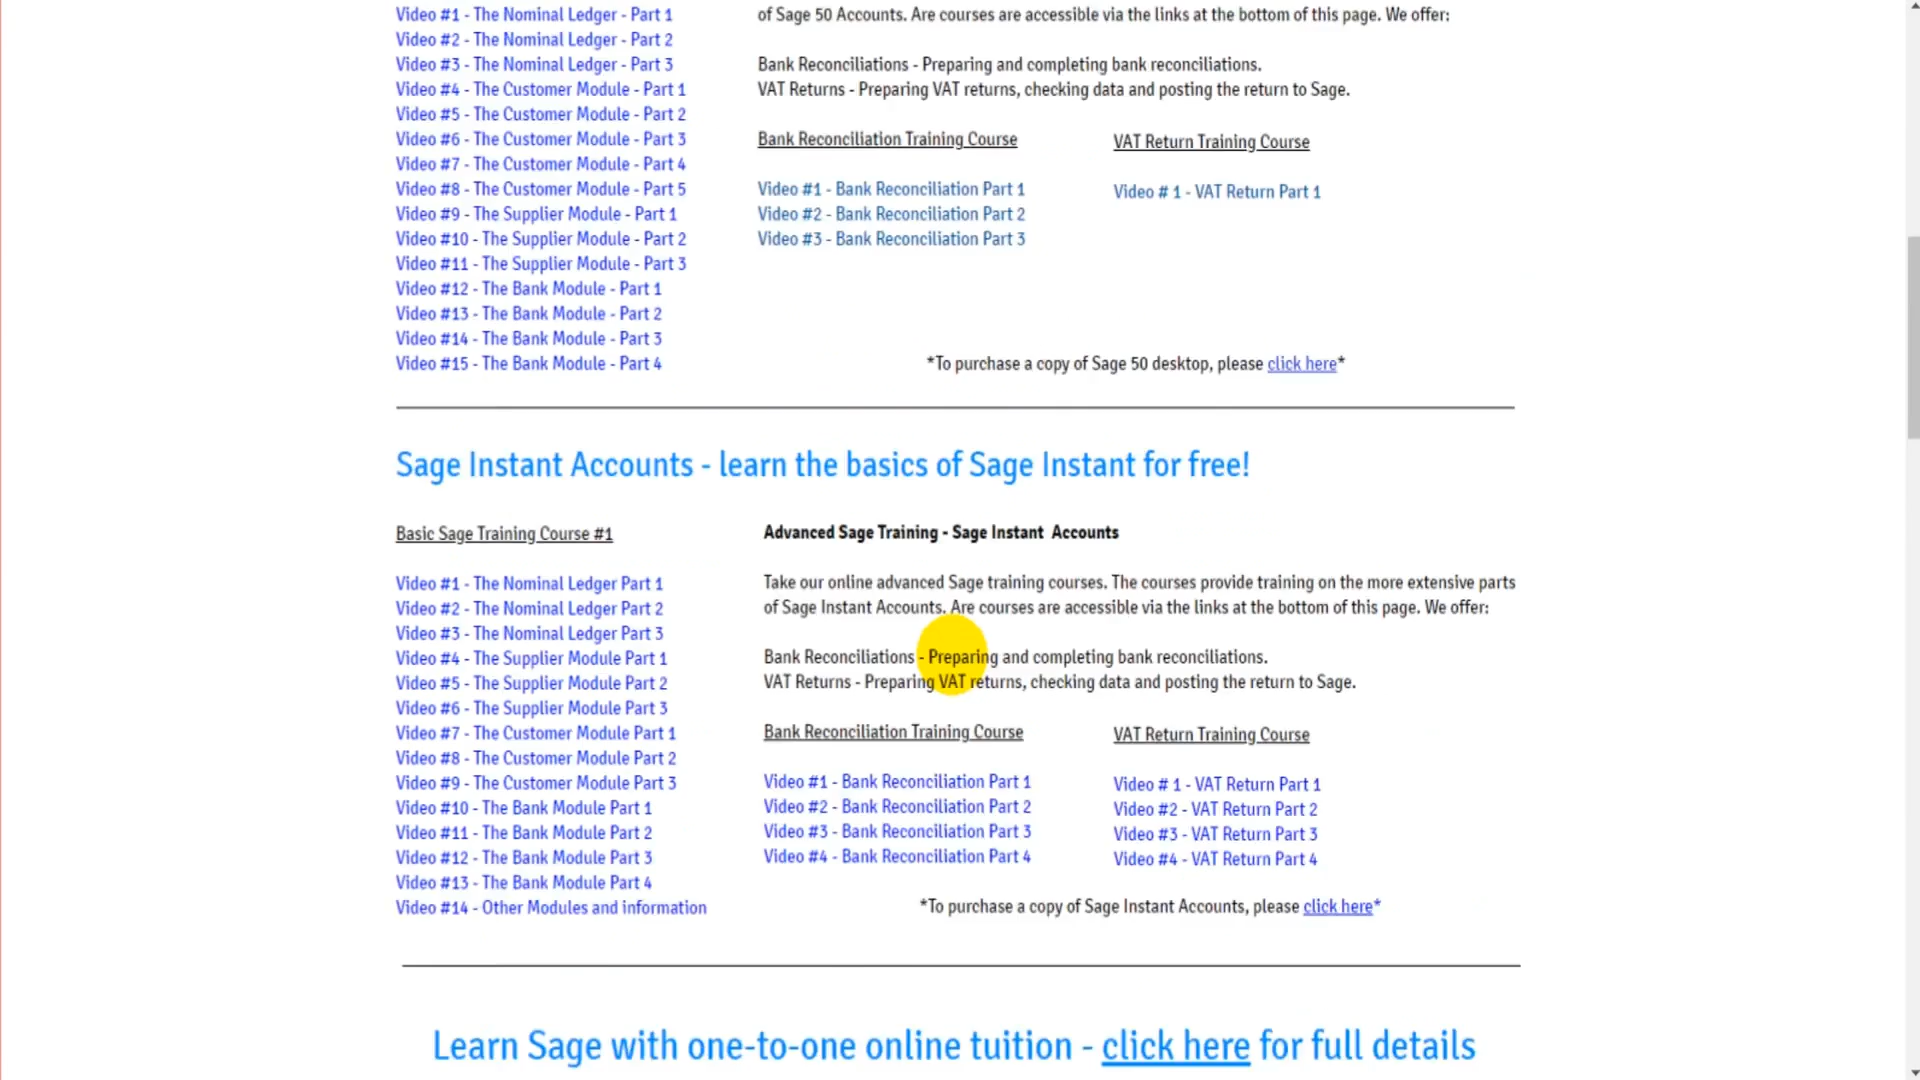 Video #1 - The Nominal Ledger - Part 1
Video #2 - The Nominal Ledger - Part 2
Video #3 - The Nominal Ledger - Part 3
Video #4 - The Customer Module - Part 1
Video #5 - The Customer Module - Part 2
Video #6 - The Customer Module - Part 3
Video #7 - The Customer Module - Part 4
Video #8 - The Customer Module - Part 5
Video #9 - The Supplier Module - Part 1
Video #10 - The Supplier Module - Part 2
Video #11 - The Supplier Module - Part 3
Video #12 - The Bank Module - Part 1
Video #13 - The Bank Module - Part 2
Video #14 - The Bank Module - Part 3
Video #15 - The Bank Module - Part 4
of Sage 50 Accounts. Are courses are accessible via the links at the bottom of this page. We offer:
Bank Reconciliations - Preparing and completing bank reconciliations.
VAT Returns - Preparing VAT returns, checking data and posting the return to Sage.
Bank Reconciliation Training Course
Video #1 - Bank Reconciliation Part 1
Video #2 - Bank Reconciliation Part 2
Video #3 - Bank Reconciliation Part 3
VAT Return Training Course
Video # 1 - VAT Return Part 1
*To purchase a copy of Sage 50 desktop, please click here*
Sage Instant Accounts - learn the basics of Sage Instant for free!
Basic Sage Training Course #1
Video #1 - The Nominal Ledger Part 1
Video #2 - The Nominal Ledger Part 2
Video #3 - The Nominal Ledger Part 3
Video #4 - The Supplier Module Part 1
Video #5 - The Supplier Module Part 2
Video #6 - The Supplier Module Part 3
Video #7 - The Customer Module Part 1
Video #8 - The Customer Module Part 2
Video #9 - The Customer Module Part 3
Video #10 - The Bank Module Part 1
Video #11 - The Bank Module Part 2
Video #12 - The Bank Module Part 3
Video #13 - The Bank Module Part 4
Video #14 - Other Modules and information
Advanced Sage Training - Sage Instant Accounts
Take our online advanced Sage training courses. The courses provide training on the more extensive parts
of Sage Instant Accounts. Are courses are accessible via the links at the bottom of this page. We offer:
Bank Reconciliations - Preparing and completing bank reconciliations.
VAT Returns - Preparing VAT returns, checking data and posting the return to Sage.
Bank Reconciliation Training Course
Video #1 - Bank Reconciliation Part 1
Video #2 - Bank Reconciliation Part 2
Video #3 - Bank Reconciliation Part 3
Video #4 - Bank Reconciliation Part 4
VAT Return Training Course
Video # 1 - VAT Return Part 1
Video #2 - VAT Return Part 2
Video #3 - VAT Return Part 3
Video #4 - VAT Return Part 4
*To purchase a copy of Sage Instant Accounts, please click here*
Learn Sage with one-to-one online tuition - click here for full details